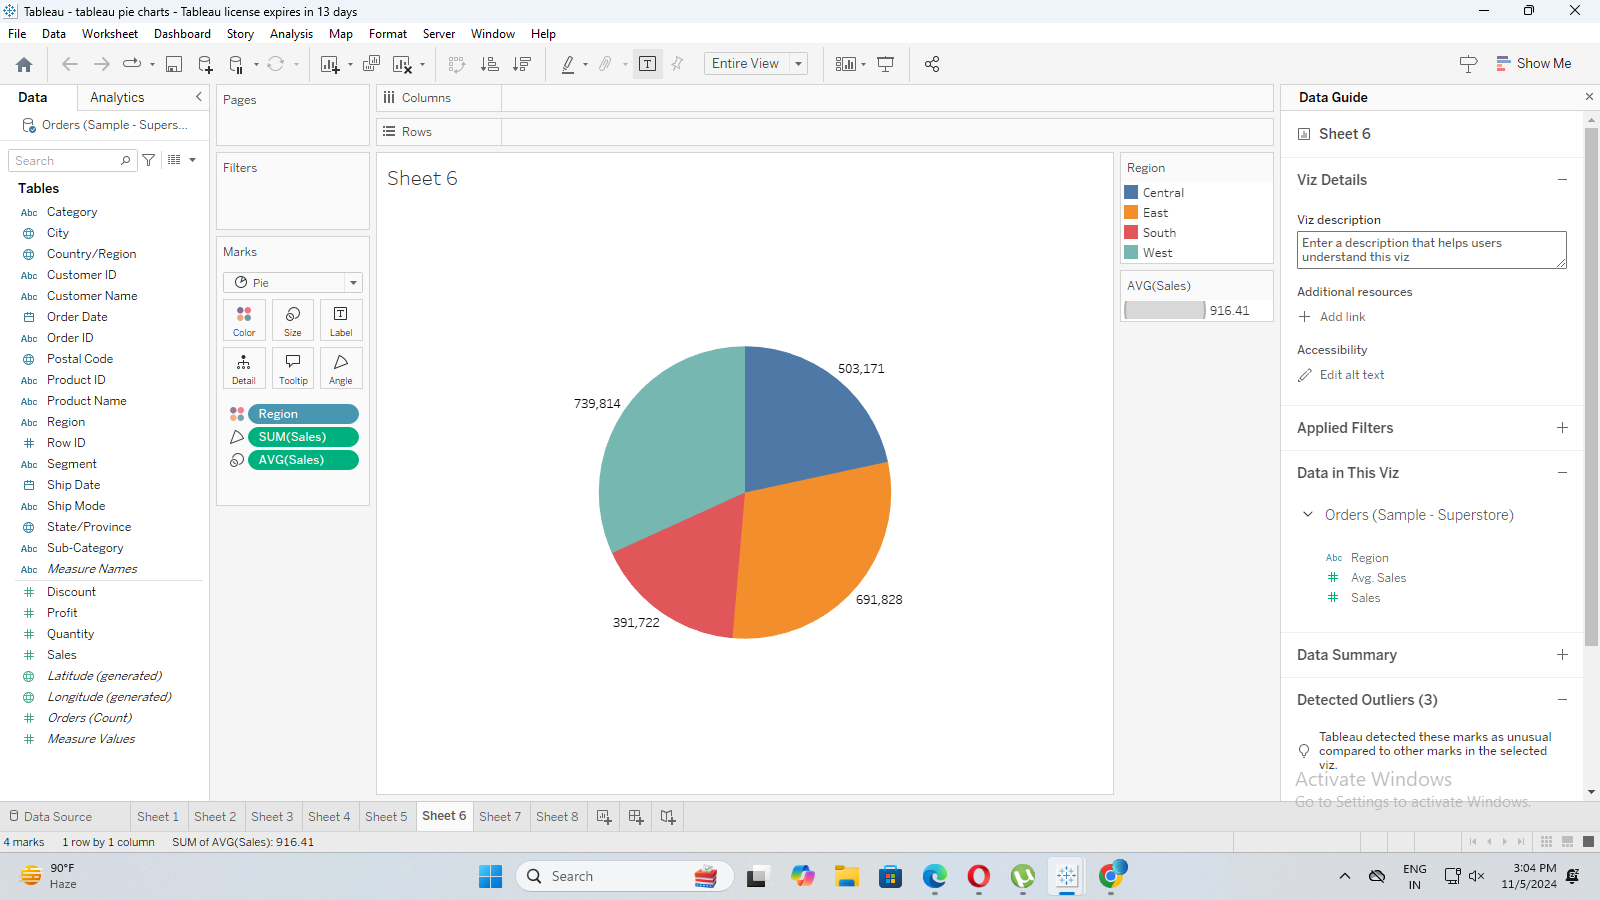 Tableau - tableau pie charts - Tableau license expires in 13 days
File Data Worksheet Dashboard Story Analysis Map Format Server Window Help
Entire View
Show Me
Data Analytics
Orders (Sample - Supers...
Search
Tables
Abc Category
City
Country/Region
Abc Customer ID
Abc Customer Name
Order Date
Abc Order ID
Postal Code
Abc Product ID
Abc Product Name
Abc Region
Row ID
Abc Segment
Ship Date
Abc Ship Mode
State/Province
Abc Sub-Category
Abc Measure Names
Discount
Profit
Quantity
Sales
Latitude (generated)
Longitude (generated)
Orders (Count)
Measure Values
Pages
Filters
Marks
Pie
Color Size Label
Detail Tooltip Angle
Region
SUM(Sales)
AVG(Sales)
Columns
Rows
Sheet 6
503,171
739,814
691,828
391,722
Region
Central
East
South
West
AVG(Sales)
916.41
Data Guide
Sheet 6
Viz Details
Viz description
Enter a description that helps users
understand this viz
Additional resources
Add link
Accessibility
Edit alt text
Applied Filters
Data in This Viz
Orders (Sample - Superstore)
Abc Region
Avg. Sales
Sales
Data Summary
Detected Outliers (3)
Tableau detected these marks as unusual
compared to other marks in the selected
viz.
Activate Windows
Go to Settings to activate Windows.
Data Source Sheet 1 Sheet 2 Sheet 3 Sheet 4 Sheet 5 Sheet 6 Sheet 7 Sheet 8
4 marks 1 row by 1 column SUM of AVG(Sales): 916.41
90°F
Haze
Search
ENG
IN
3:04 PM
11/5/2024